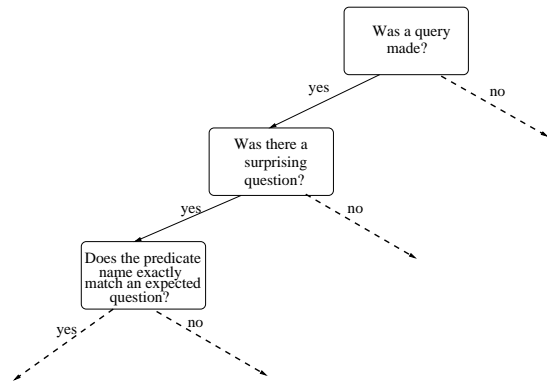 Was a query
made?
yes
no
Was there a
surprising
question?
yes
no
Does the predicate
name exactly
match an expected
question?
yes
no